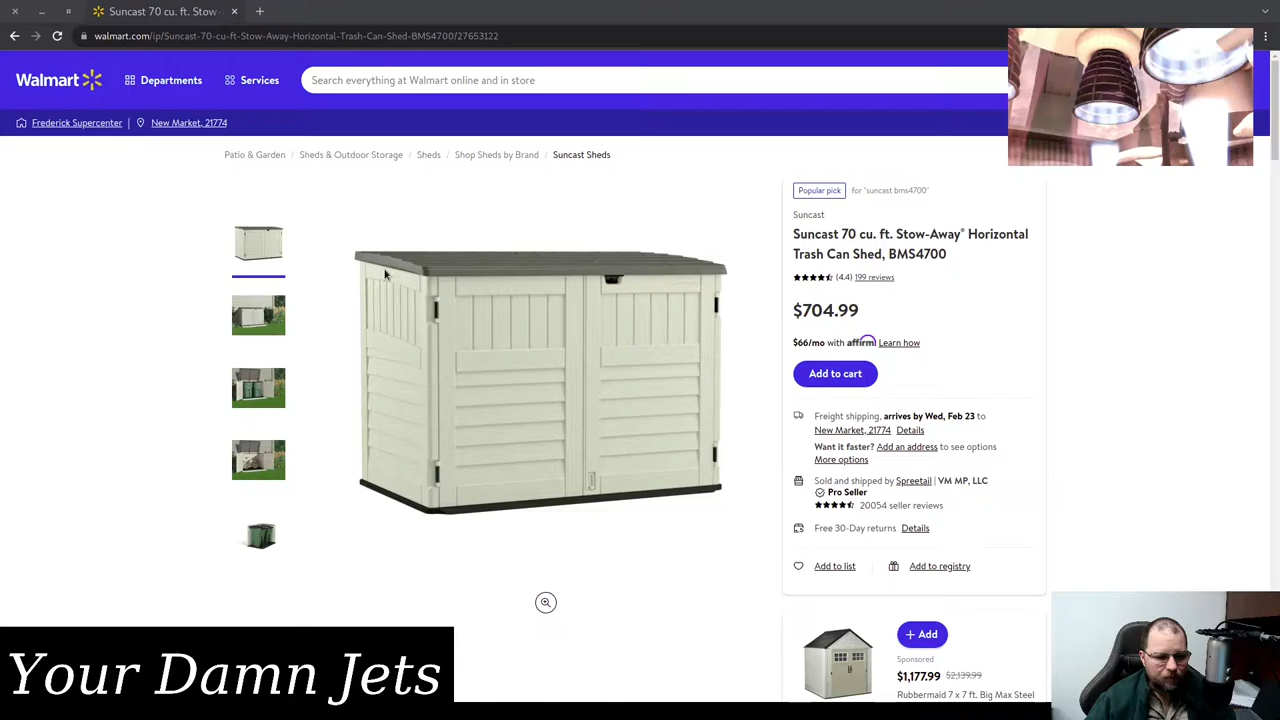 Suncast 70 cu. ft. Stow-
walmart.com/ip/Suncast-70-cu-ft-Stow-Away-Horizontal-Trash-Can-Shed-BMS4700/27653122
Walmart
Departments
Services
Search everything at Walmart online and in store
Frederick Supercenter
New Market, 21774
Patio & Garden / Sheds & Outdoor Storage / Sheds / Shop Sheds by Brand / Suncast Sheds
Popular pick for "suncast bms4700"
Suncast
Suncast 70 cu. ft. Stow-Away® Horizontal
Trash Can Shed, BMS4700
(4.4) 199 reviews
$704.99
$66/mo with affirm Learn how
Add to cart
Freight shipping, arrives by Wed, Feb 23 to
New Market, 21774 Details
Want it faster? Add an address to see options
More options
Sold and shipped by Spreetail | VM MP, LLC
Pro Seller
20054 seller reviews
Free 30-Day returns Details
Add to list
Add to registry
+ Add
Sponsored
$1,177.99 $2,139.99
Rubbermaid 7 x 7 ft. Big Max Steel
Your Damn Jets